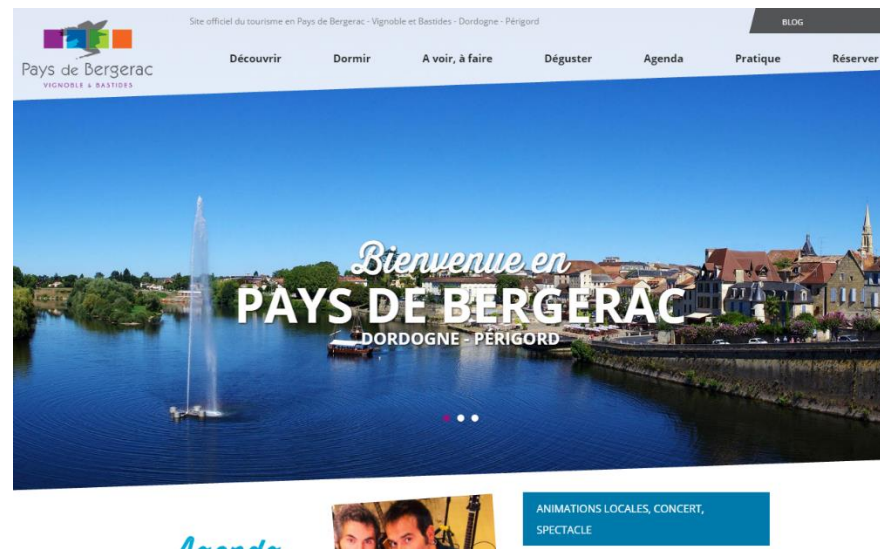 Site officiel du tourisme en Pays de Bergerac - Vignoble et Bastides - Dordogne - Périgord
BLOG
Pays de Bergerac
VIGNOBLE & BASTIDES
Découvrir
Dormir
A voir, à faire
Déguster
Agenda
Pratique
Réserver
Bienvenue en
PAYS DE BERGERAC
DORDOGNE - PÉRIGORD
Agenda
ANIMATIONS LOCALES, CONCERT,
SPECTACLE